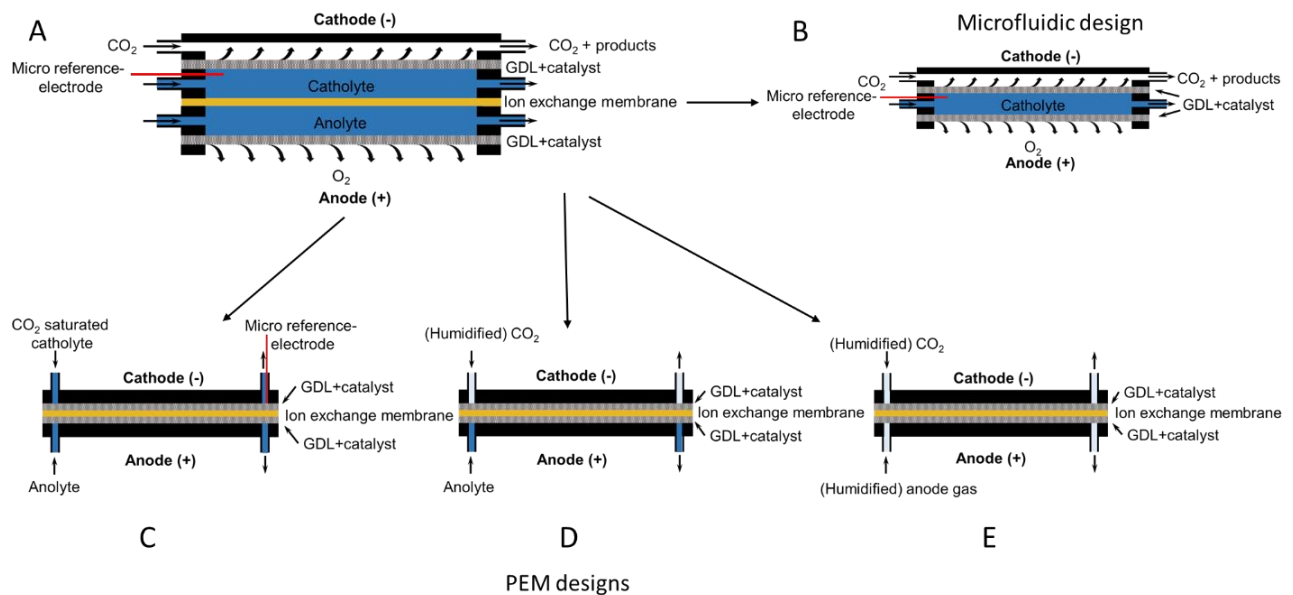 A
Cathode (-)
CO2
CO2 + products
Micro reference-
electrode
GDL+catalyst
Catholyte
Ion exchange membrane
Anolyte
GDL+catalyst
O2
Anode (+)
B
Microfluidic design
Cathode (-)
CO2
CO2 + products
Micro reference-
electrode
Catholyte
GDL+catalyst
O2
Anode (+)
CO2 saturated
catholyte
Micro reference-
electrode
Cathode (-)
GDL+catalyst
Ion exchange membrane
GDL+catalyst
Anode (+)
Anolyte
C
(Humidified) CO2
Cathode (-)
GDL+catalyst
Ion exchange membrane
GDL+catalyst
Anode (+)
Anolyte
D
(Humidified) CO2
Cathode (-)
GDL+catalyst
Ion exchange membrane
GDL+catalyst
Anode (+)
(Humidified) anode gas
E
PEM designs